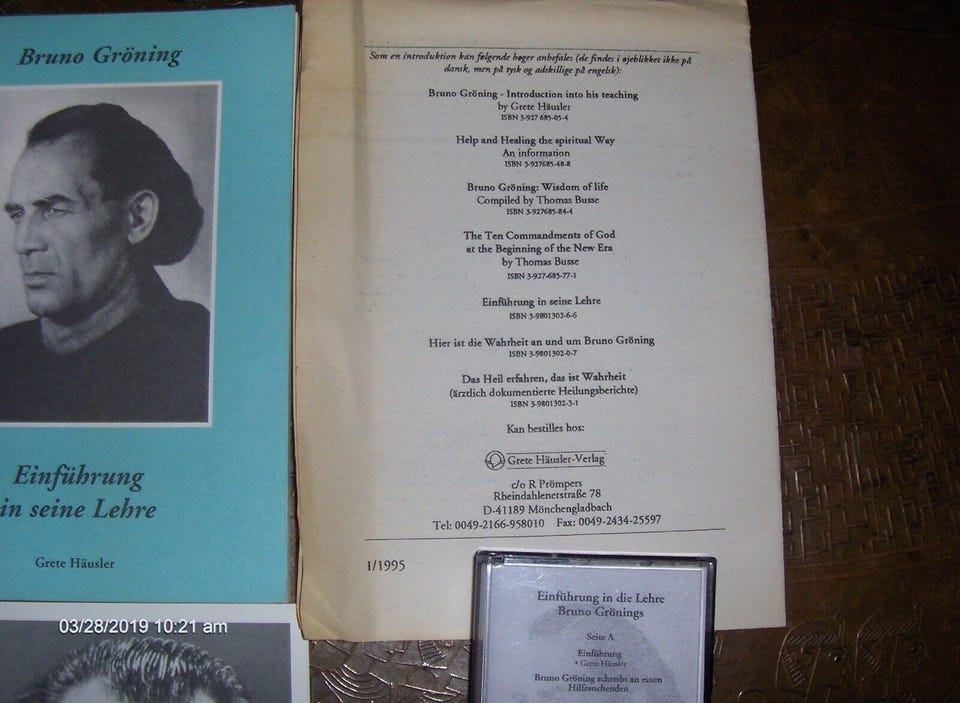 Bruno Gröning
Einführung
in seine Lehre
Grete Häusler
03/28/2019 10:21 am
Som en introduktion kan følgende bøger anbefales (de findes i øjeblikket ikke på
dansk, men på tysk og adskillige på engelsk):
Bruno Gröning - Introduction into his teaching
by Grete Häusler
ISBN 3-927 685-05-4
Help and Healing the spiritual Way
An information
ISBN 3-927685-48-8
Bruno Gröning: Wisdom of life
Compiled by Thomas Busse
ISBN 3-927685-84-4
The Ten Commandments of God
at the Beginning of the New Era
by Thomas Busse
ISBN 3-927-685-77-1
Einführung in seine Lehre
ISBN 3-9801302-6-6
Hier ist die Wahrheit an und um Bruno Gröning
ISBN 3-9801302-0-7
Das Heil erfahren, das ist Wahrheit
(ärztlich dokumentierte Heilungsberichte)
ISBN 3-9801302-3-1
Kan bestilles hos:
Grete Häusler-Verlag
c/o R Prömpers
Rheindahlenerstraße 78
D-41189 Mönchengladbach
Tel: 0049-2166-958010 Fax: 0049-2434-25597
1/1995
Einführung in die Lehre
Bruno Grönings
Seite A
Einführung
• Grete Häusler
Bruno Gröning schreibt an einen
Hilfesuchenden